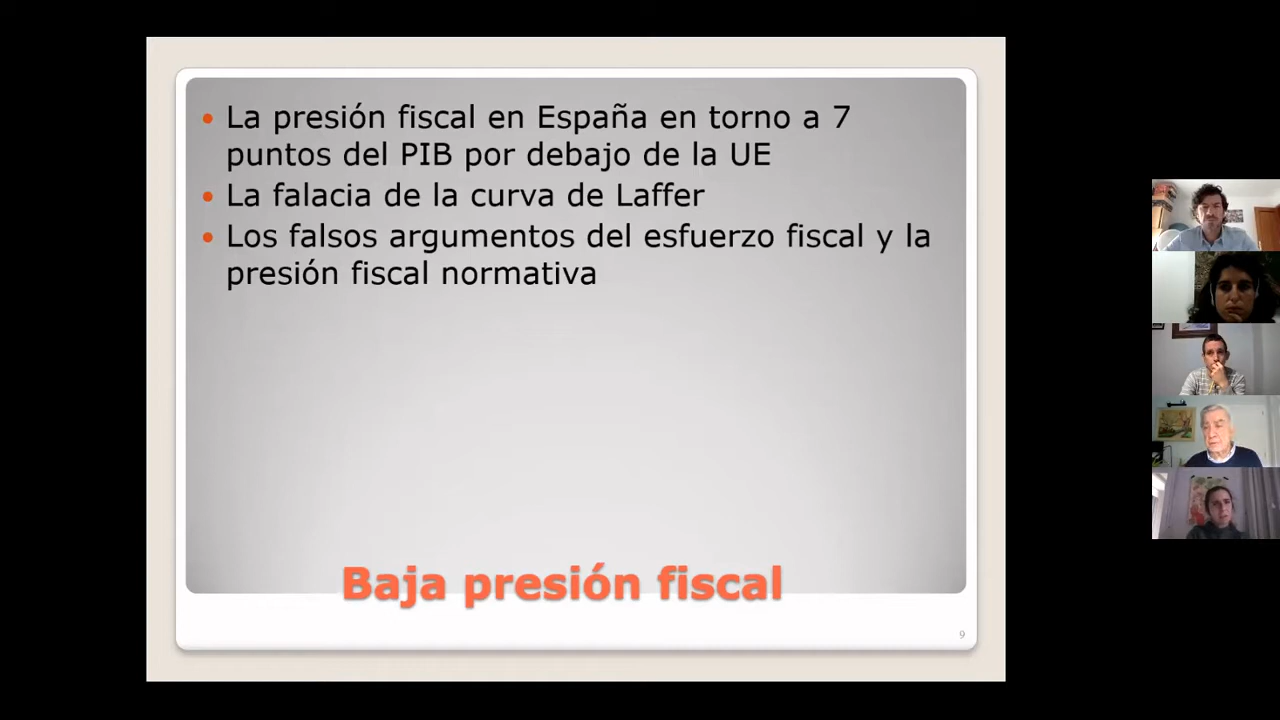 La presión fiscal en España en torno a 7
puntos del PIB por debajo de la UE
La falacia de la curva de Laffer
Los falsos argumentos del esfuerzo fiscal y la
presión fiscal normativa
Baja presión fiscal
9